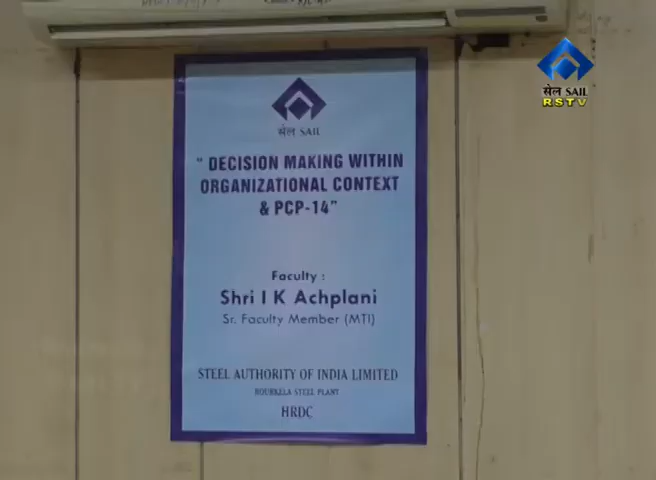 सेल SAIL
RSTV
सेल SAIL
" DECISION MAKING WITHIN
ORGANIZATIONAL CONTEXT
& PCP-14"
Faculty :
Shri I K Achplani
Sr. Faculty Member (MTI)
STEEL AUTHORITY OF INDIA LIMITED
ROURKELA STEEL PLANT
HRDC